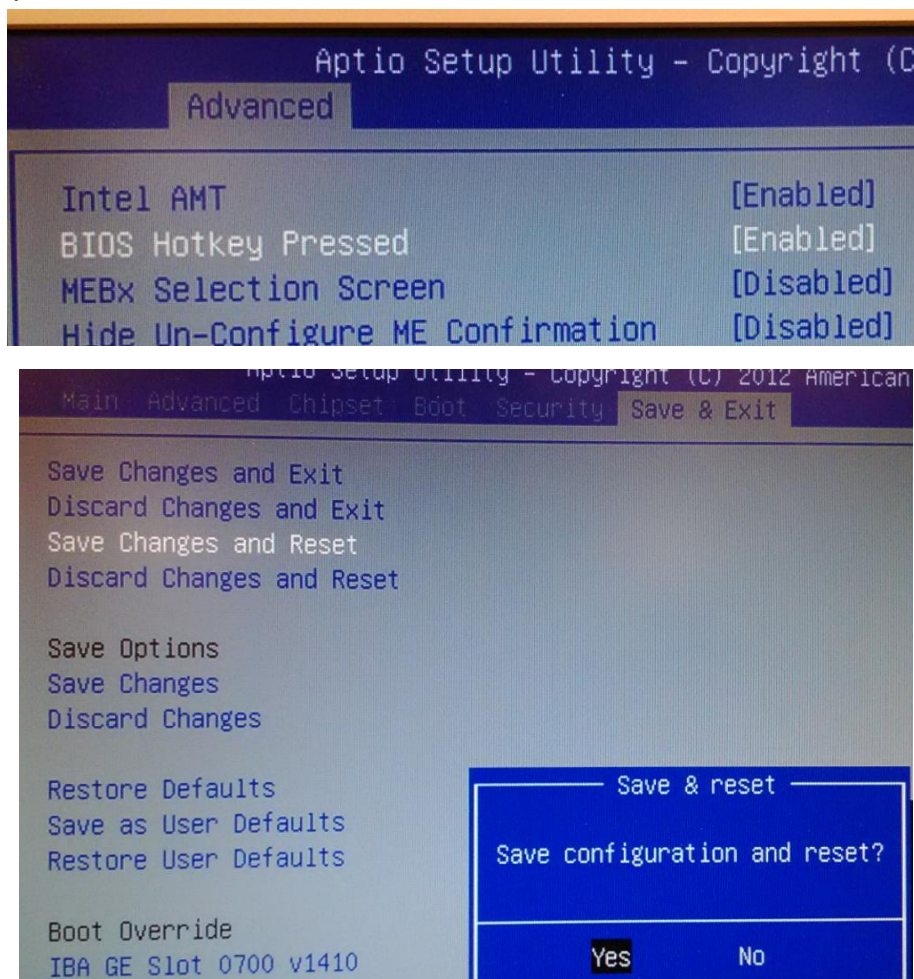 Aptio Setup Utility – Copyright (C
Advanced
Intel AMT [Enabled]
BIOS Hotkey Pressed [Enabled]
MEBx Selection Screen [Disabled]
Hide Un-Configure ME Confirmation [Disabled]
Aptio Setup Utility – Copyright (C) 2012 American
Main Advanced Chipset Boot Security Save & Exit
Save Changes and Exit
Discard Changes and Exit
Save Changes and Reset
Discard Changes and Reset
Save Options
Save Changes
Discard Changes
Restore Defaults
Save as User Defaults
Restore User Defaults
Boot Override
IBA GE Slot 0700 v1410
Save & reset
Save configuration and reset?
Yes No